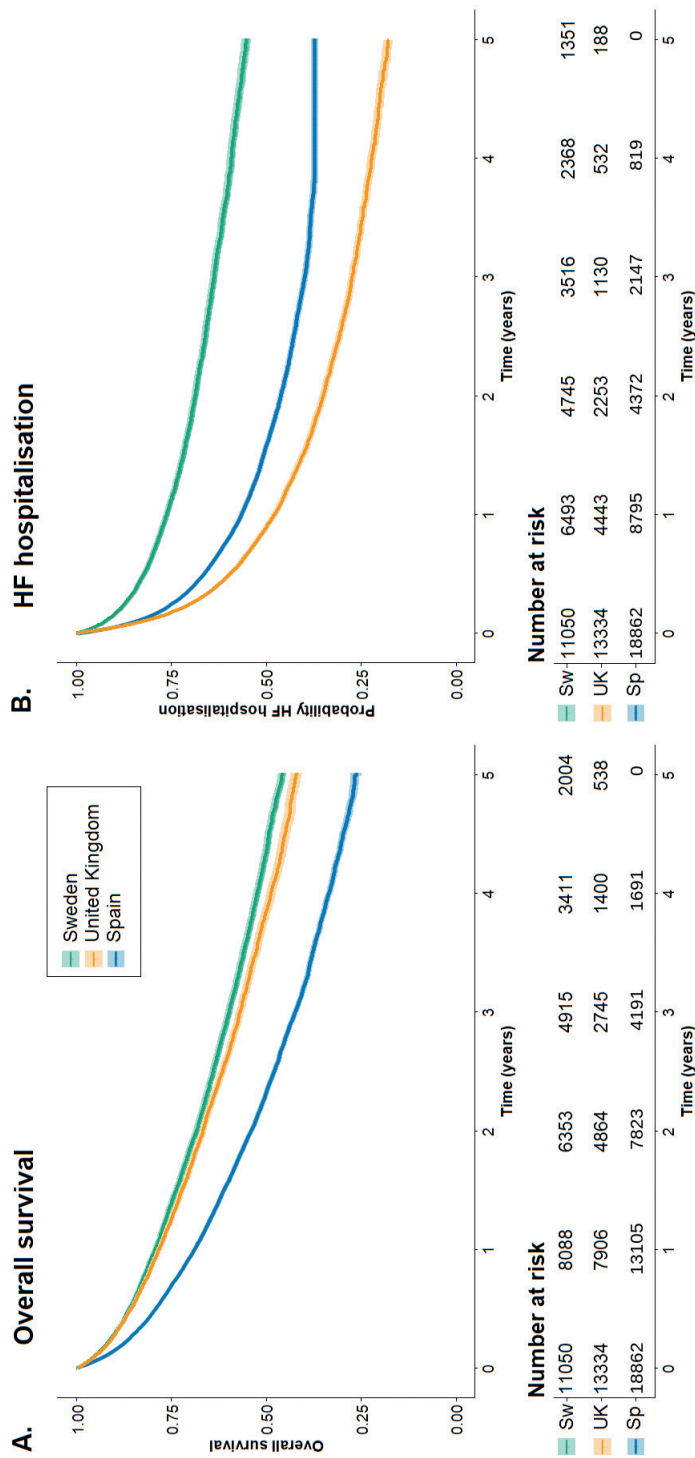 A.
Overall survival
Sweden
United Kingdom
Spain
Overall survival
1.00
0.75
0.50
0.25
0.00
0 1 2 3 4 5
Time (years)
Number at risk
Sw 11050 8088 6353 4915 3411 2004
UK 13334 7906 4864 2745 1400 538
Sp 18862 13105 7823 4191 1691 0
0 1 2 3 4 5
Time (years)
B.
HF hospitalisation
Probability HF hospitalisation
1.00
0.75
0.50
0.25
0.00
0 1 2 3 4 5
Time (years)
Number at risk
Sw 11050 6493 4745 3516 2368 1351
UK 13334 4443 2253 1130 532 188
Sp 18862 8795 4372 2147 819 0
0 1 2 3 4 5
Time (years)